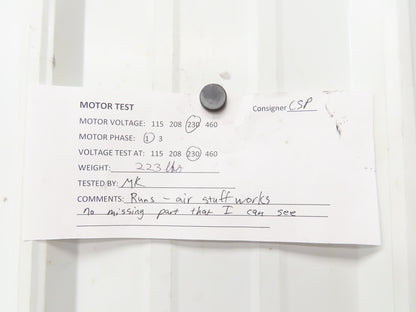 MOTOR TEST
Consigner CSP
MOTOR VOLTAGE: 115 208 230 460
MOTOR PHASE: 1 3
VOLTAGE TEST AT: 115 208 230 460
WEIGHT: 223 lbs
TESTED BY: MK
COMMENTS: Runs - air stuff works
no missing part that I can see